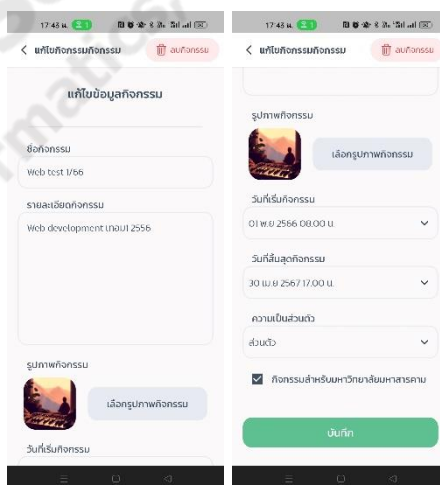 17:43 น.
แก้ไขกิจกรรมกิจกรรม
ลบกิจกรรม
แก้ไขข้อมูลกิจกรรม
ชื่อกิจกรรม
Web test 1/66
รายละเอียดกิจกรรม
Web development เทอม1 2556
รูปภาพกิจกรรม
เลือกรูปภาพกิจกรรม
วันที่เริ่มกิจกรรม
17:43 น.
แก้ไขกิจกรรมกิจกรรม
ลบกิจกรรม
รูปภาพกิจกรรม
เลือกรูปภาพกิจกรรม
วันที่เริ่มกิจกรรม
01 พ.ย 2566 08.00 น.
วันที่สิ้นสุดกิจกรรม
30 เม.ย 2567 17.00 น.
ความเป็นส่วนตัว
ส่วนตัว
กิจกรรมสำหรับมหาวิทยาลัยมหาสารคาม
บันทึก